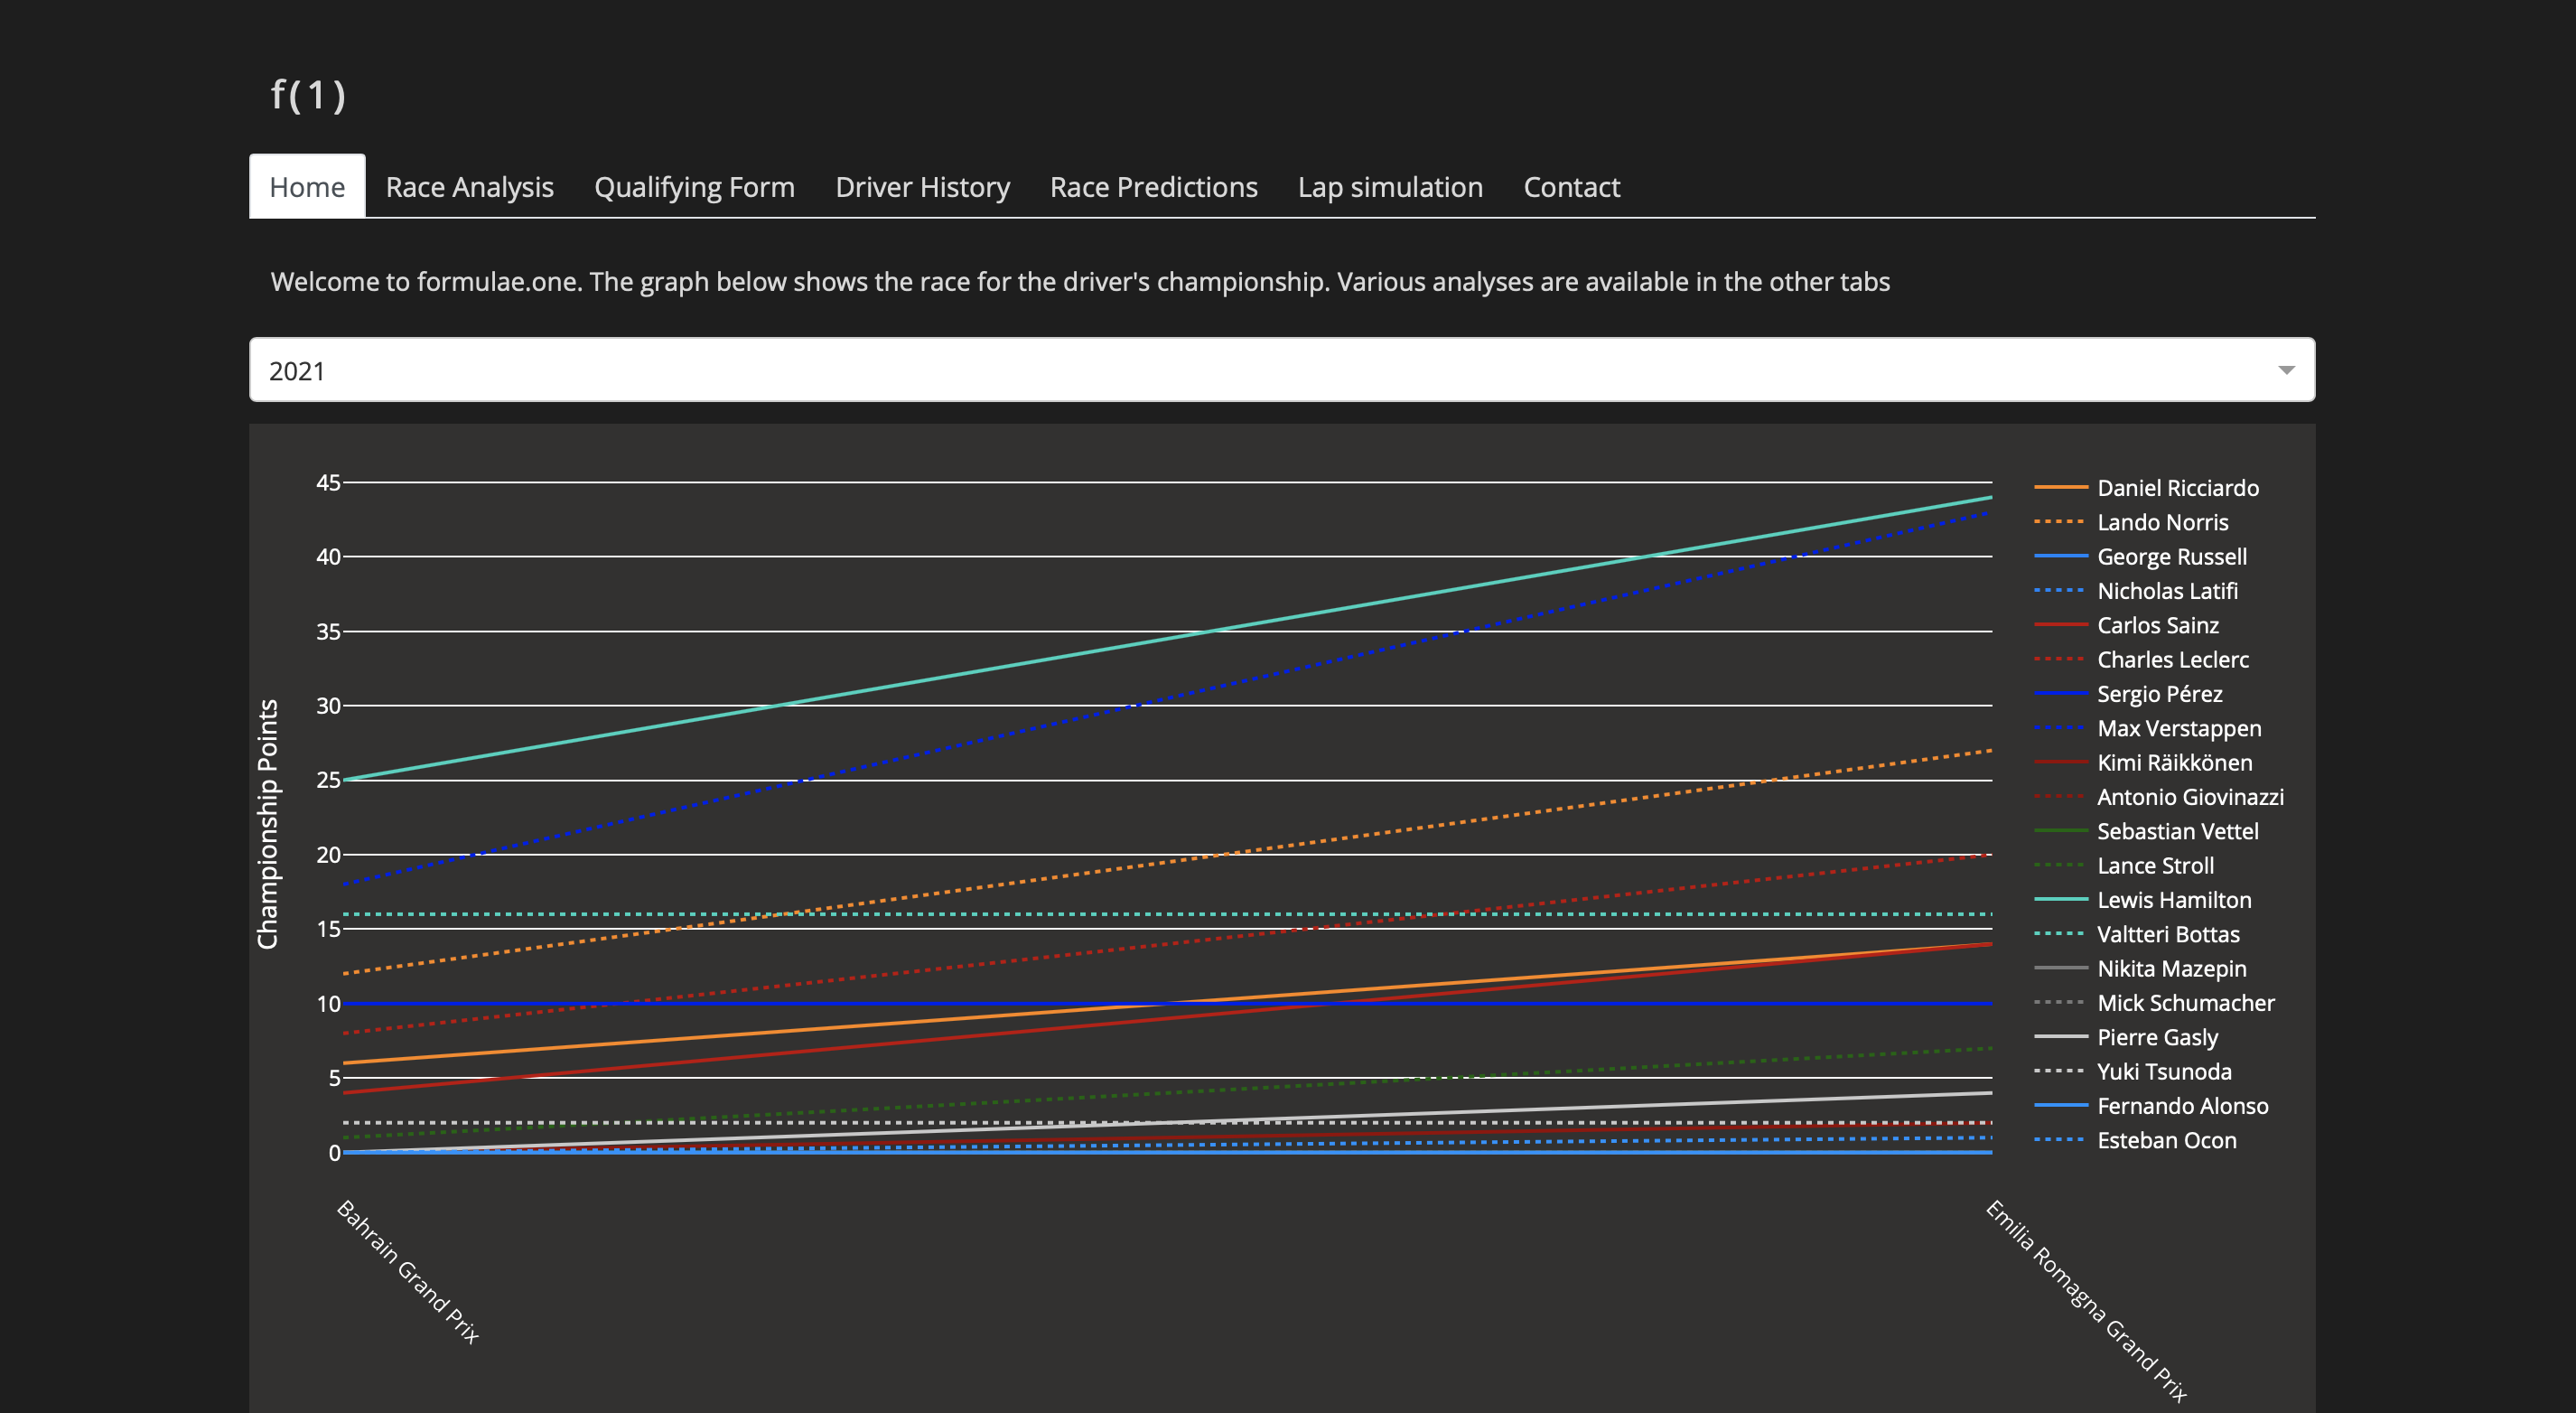 f(1)
Home Race Analysis Qualifying Form Driver History Race Predictions Lap simulation Contact
Welcome to formulae.one. The graph below shows the race for the driver's championship. Various analyses are available in the other tabs
2021
Championship Points
45
40
35
30
25
20
15
10
5
0
Bahrain Grand Prix
Emilia Romagna Grand Prix
Daniel Ricciardo
Lando Norris
George Russell
Nicholas Latifi
Carlos Sainz
Charles Leclerc
Sergio Pérez
Max Verstappen
Kimi Räikkönen
Antonio Giovinazzi
Sebastian Vettel
Lance Stroll
Lewis Hamilton
Valtteri Bottas
Nikita Mazepin
Mick Schumacher
Pierre Gasly
Yuki Tsunoda
Fernando Alonso
Esteban Ocon